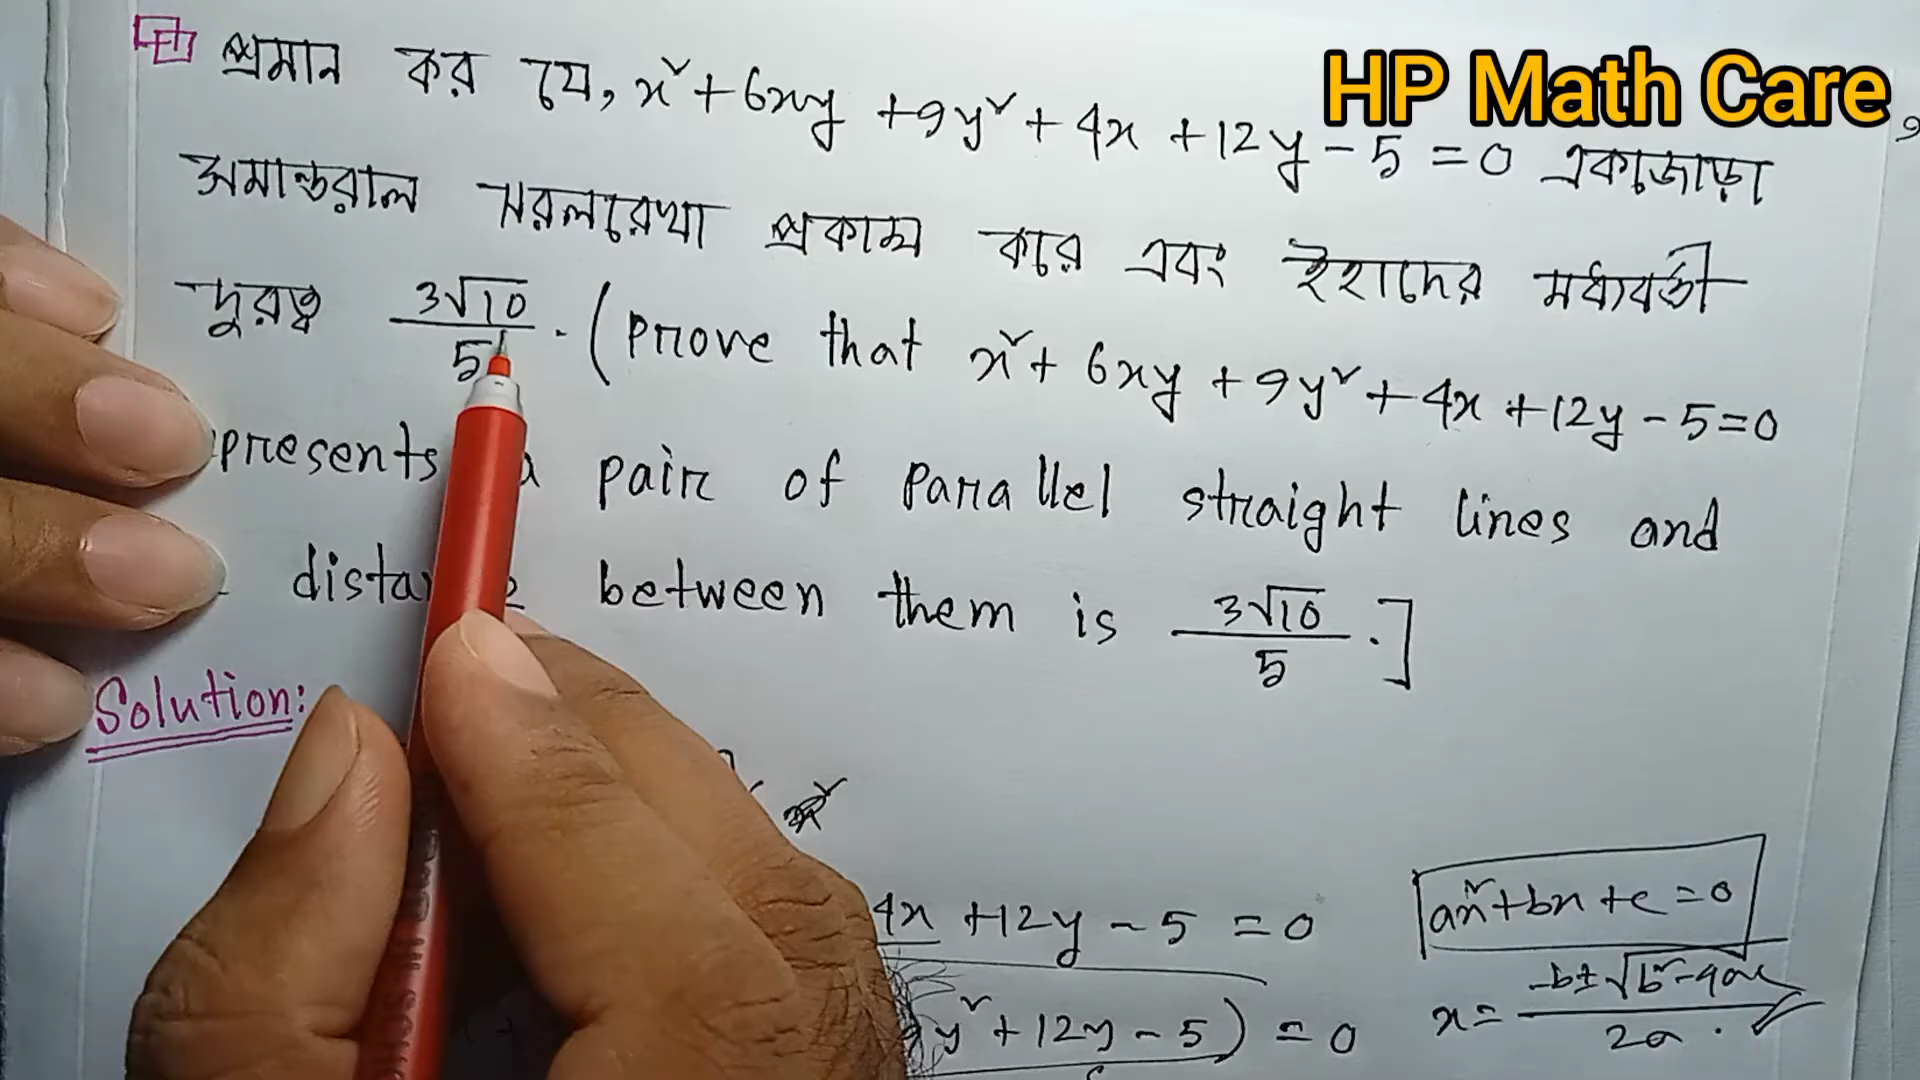 প্রমান কর যে, x² + 6xy + 9y² + 4x + 12y - 5 = 0 একজোড়া
HP Math Care
সমান্তরাল সরলরেখা প্রকাশ করে এবং ইহাদের মধ্যবর্তী
দুরত্ব 3√10/5 . (prove that x² + 6xy + 9y² + 4x + 12y - 5 = 0
presents a pair of parallel straight lines and
between them is 3√10/5 .]
Solution:
4x + 12y - 5 = 0
y² + 12y - 5) = 0
ax² + bx + c = 0
x = -b ± √b² - 4ac / 2a .